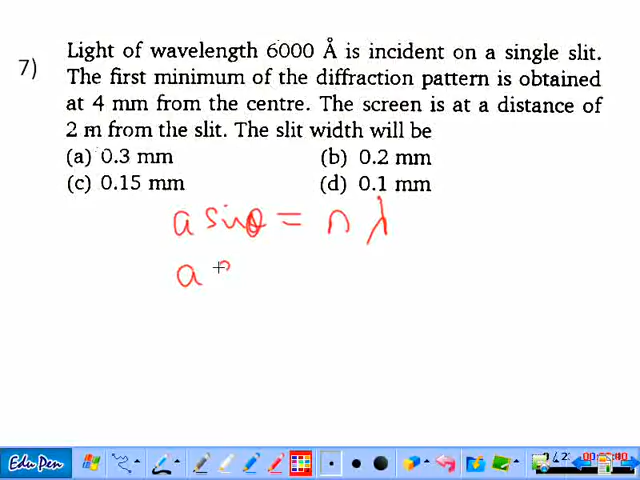 7) Light of wavelength 6000 Å is incident on a single slit.
The first minimum of the diffraction pattern is obtained
at 4 mm from the centre. The screen is at a distance of
2 m from the slit. The slit width will be
(a) 0.3 mm (b) 0.2 mm
(c) 0.15 mm (d) 0.1 mm
a sinθ = n λ
a
Edu Pen